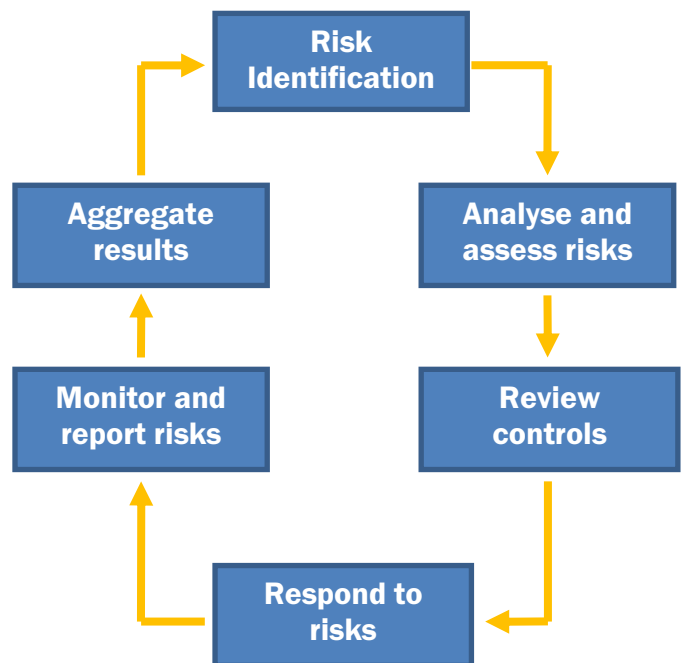 Risk
Identification
Analyse and
assess risks
Review
controls
Respond to
risks
Monitor and
report risks
Aggregate
results